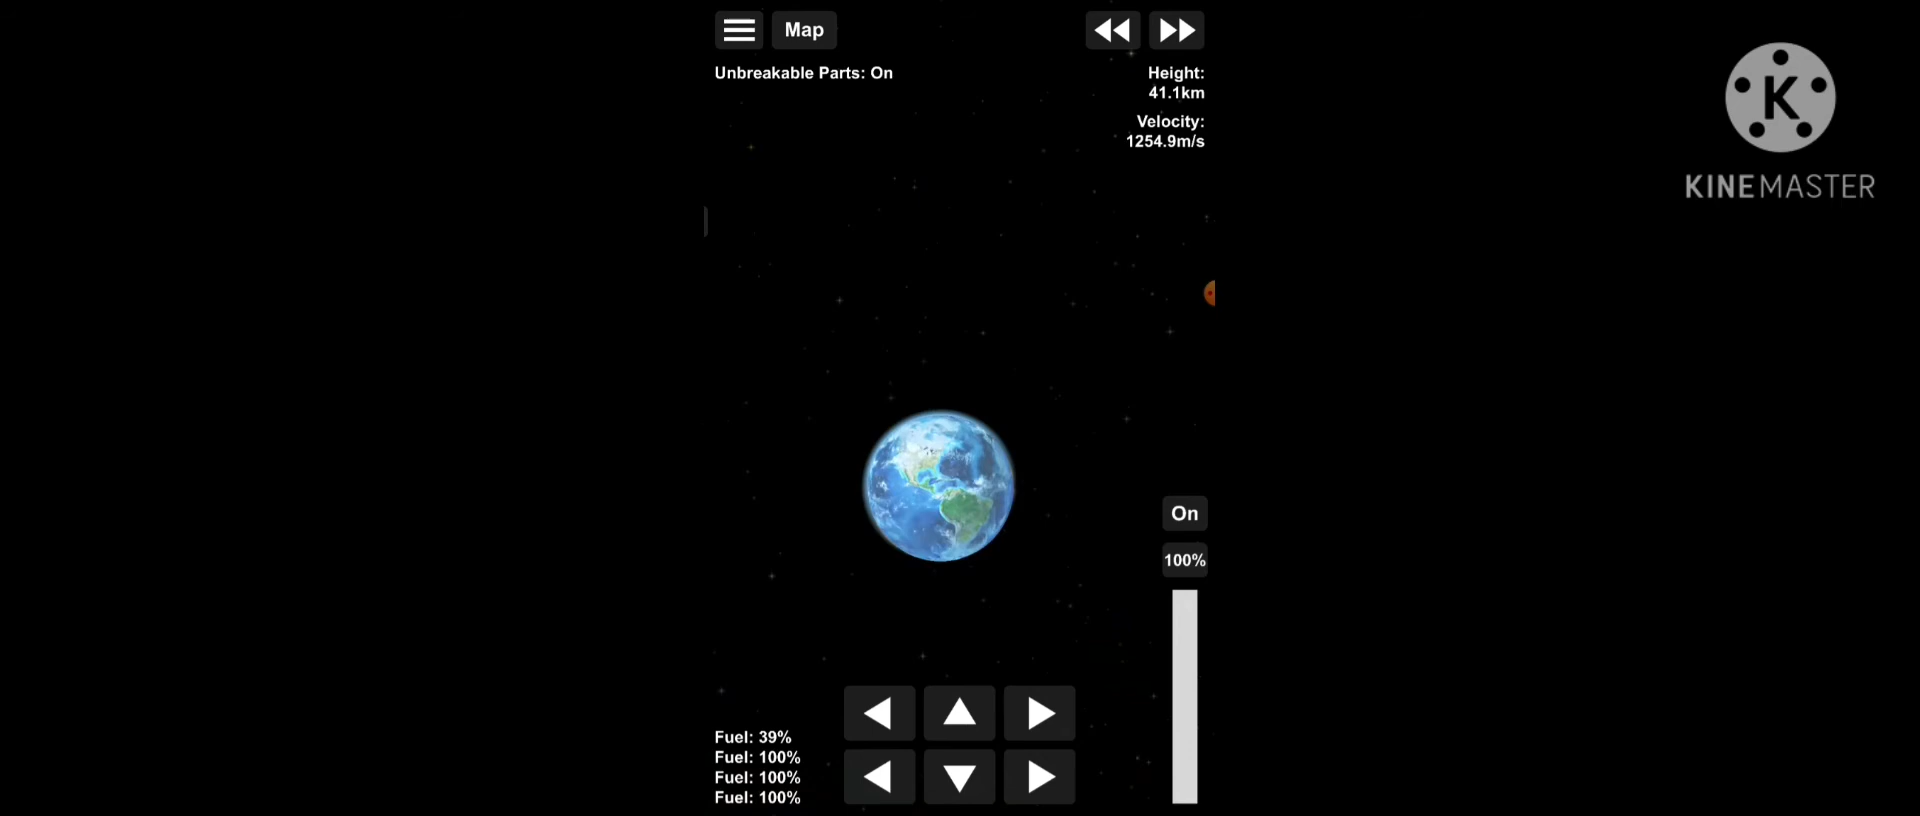 Map
Unbreakable Parts: On
Height:
41.1km
Velocity:
1254.9m/s
K
KINEMASTER
On
100%
Fuel: 39%
Fuel: 100%
Fuel: 100%
Fuel: 100%